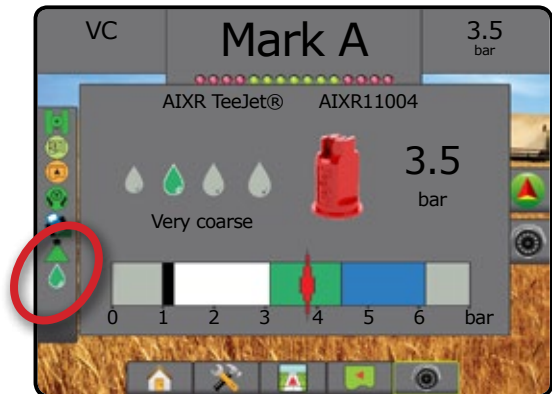 VC Mark A 3.5
bar
AIXR TeeJet® AIXR11004
3.5
bar
Very coarse
0 1 2 3 4 5 6 bar